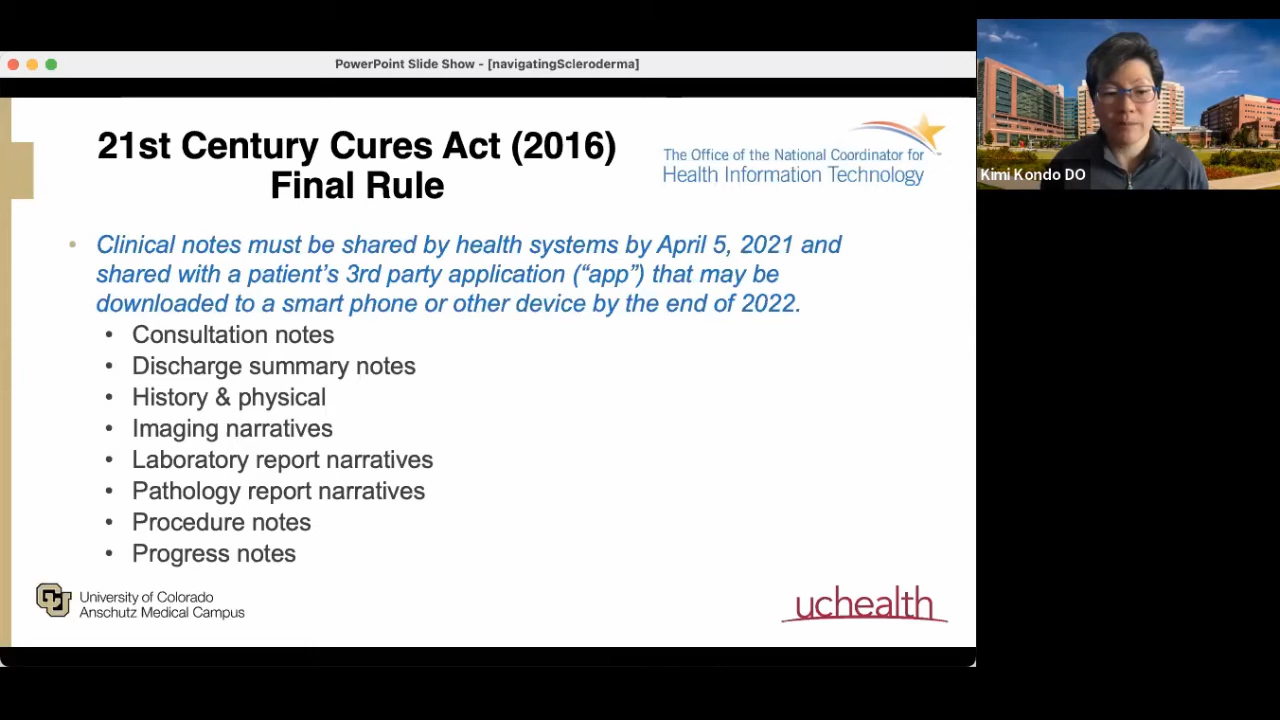 PowerPoint Slide Show - [navigatingScleroderma]
21st Century Cures Act (2016)
Final Rule
The Office of the National Coordinator for
Health Information Technology
Kimi Kondo DO
• Clinical notes must be shared by health systems by April 5, 2021 and
shared with a patient's 3rd party application ("app") that may be
downloaded to a smart phone or other device by the end of 2022.
• Consultation notes
• Discharge summary notes
• History & physical
• Imaging narratives
• Laboratory report narratives
• Pathology report narratives
• Procedure notes
• Progress notes
CU
University of Colorado
Anschutz Medical Campus
uchealth